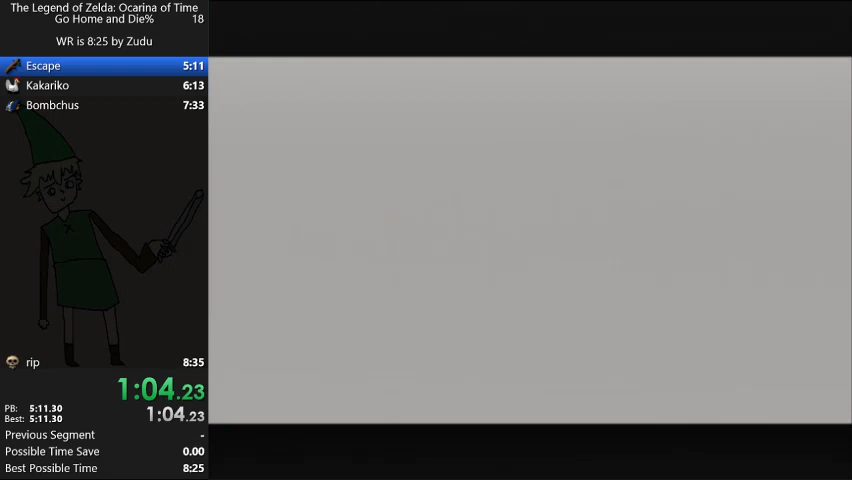 The Legend of Zelda: Ocarina of Time
Go Home and Die% 18
WR is 8:25 by Zudu
Escape 5:11
Kakariko 6:13
Bombchus 7:33
rip 8:35
1:04.23
PB: 5:11.30
Best: 5:11.30
1:04.23
Previous Segment -
Possible Time Save 0.00
Best Possible Time 8:25